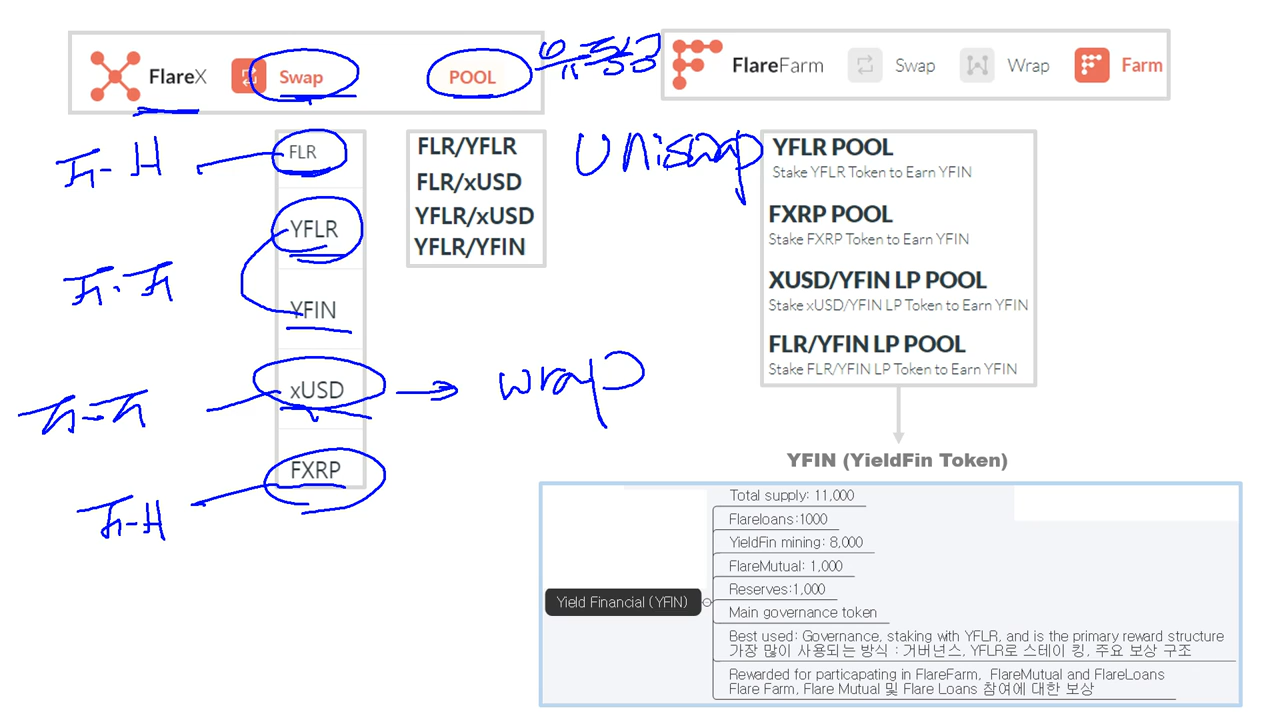 FlareX Swap POOL
FlareFarm Swap Wrap Farm
FLR
YFLR
YFIN
xUSD
FXRP
FLR/YFLR
FLR/xUSD
YFLR/xUSD
YFLR/YFIN
Uniswap
wrap
YFLR POOL
Stake YFLR Token to Earn YFIN
FXRP POOL
Stake FXRP Token to Earn YFIN
XUSD/YFIN LP POOL
Stake xUSD/YFIN LP Token to Earn YFIN
FLR/YFIN LP POOL
Stake FLR/YFIN LP Token to Earn YFIN
YFIN (YieldFin Token)
Yield Financial (YFIN)
Total supply: 11,000
Flareloans:1000
YieldFin mining: 8,000
FlareMutual: 1,000
Reserves:1,000
Main governance token
Best used: Governance, staking with YFLR, and is the primary reward structure
가장 많이 사용되는 방식 : 거버넌스, YFLR로 스테이 킹, 주요 보상 구조
Rewarded for particapating in FlareFarm, FlareMutual and FlareLoans
Flare Farm, Flare Mutual 및 Flare Loans 참여에 대한 보상